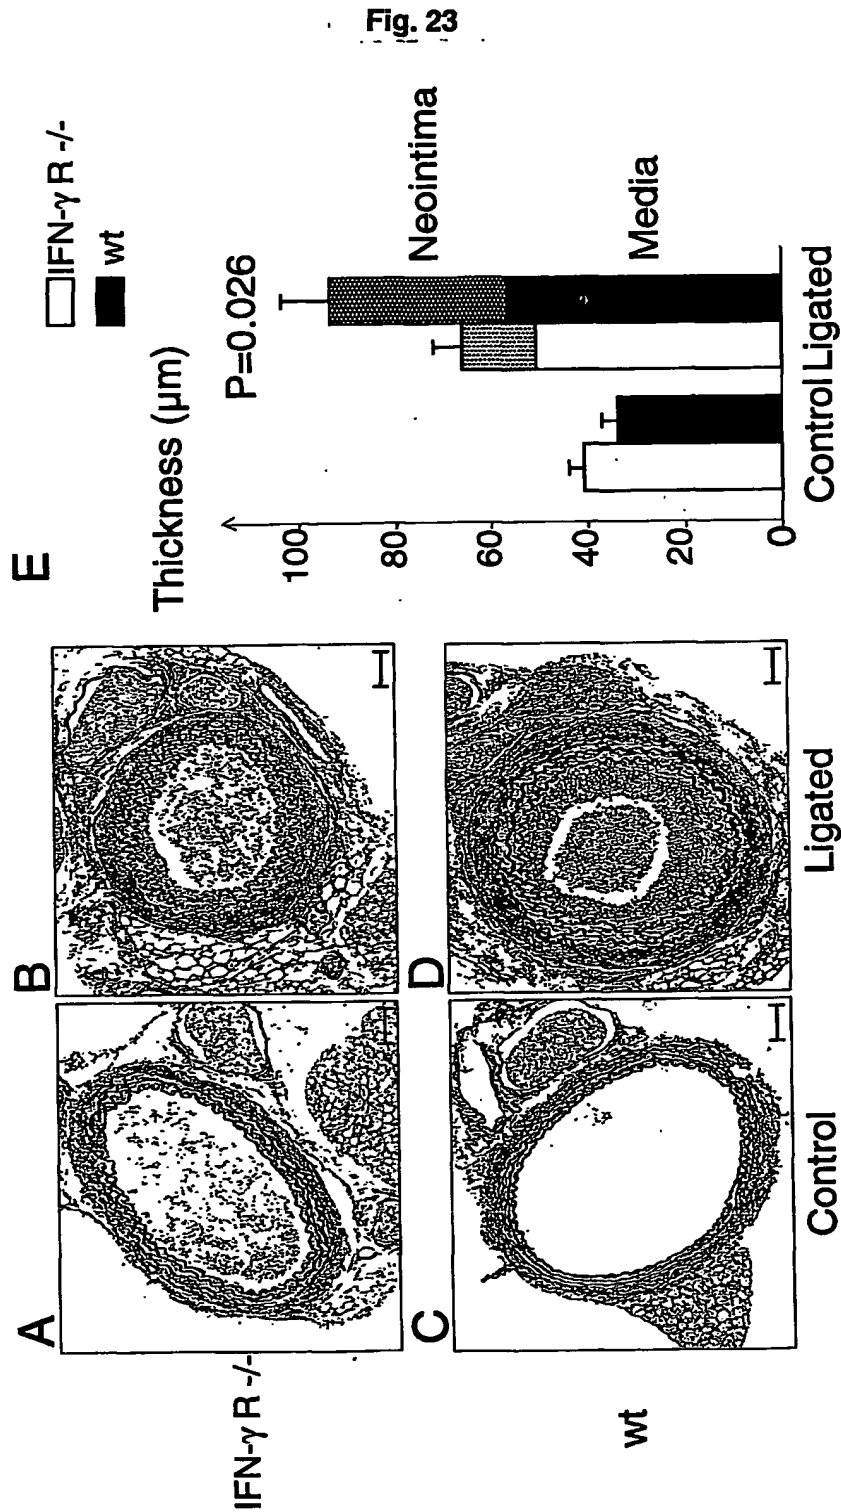 Fig. 23
A
B
IFN-γ R -/-
C
D
wt
Control
Ligated
E
IFN-γ R -/-
wt
Thickness (µm)
P=0.026
100
80
60
40
20
0
Neointima
Media
Control Ligated